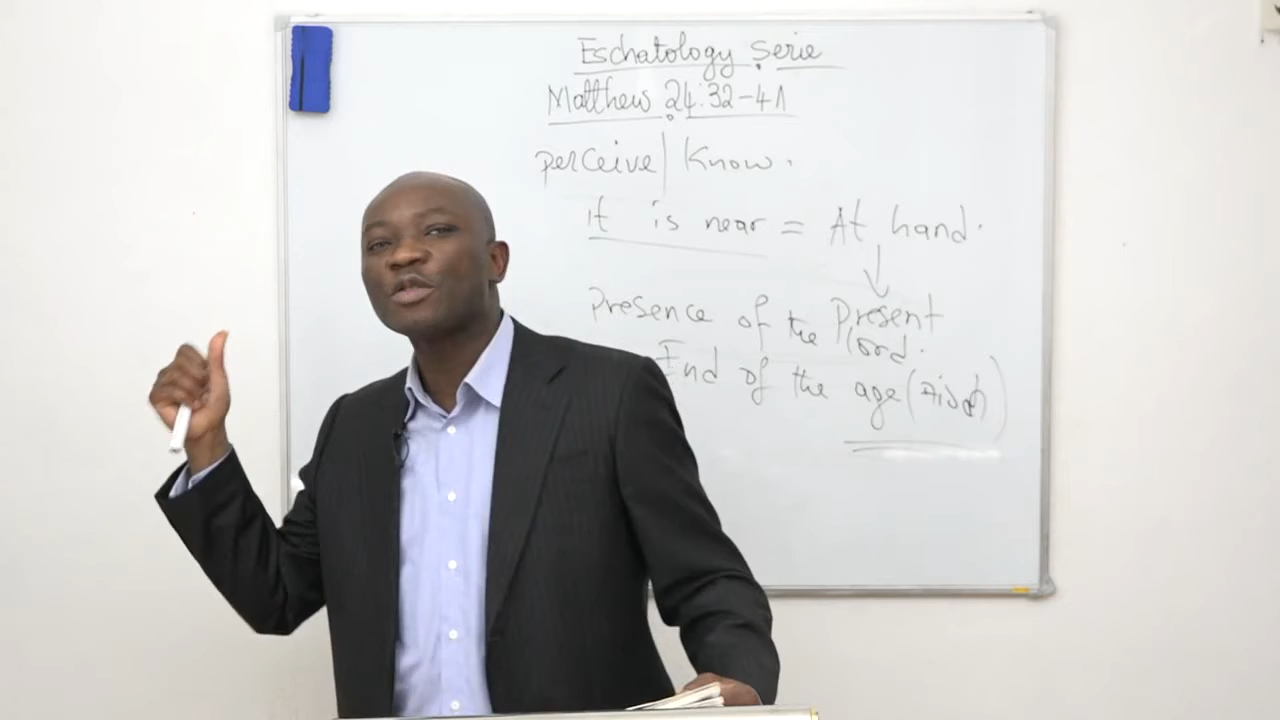 Eschatology Serie
Matthew 24:32-41
perceive | Know.
it is near = At hand.
↓
Presence of the Present
lord.
End of the age (